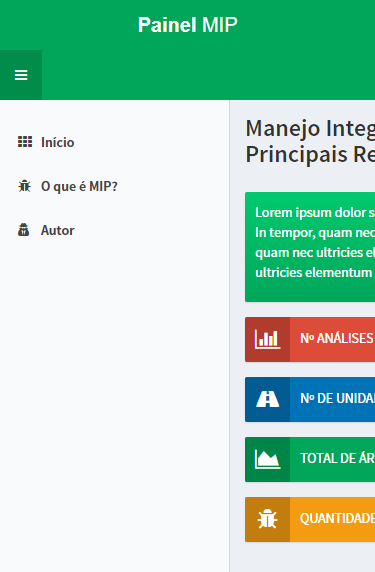 Painel MIP
Início
O que é MIP?
Autor
Manejo Integ
Principais Re
Lorem ipsum dolor s
In tempor, quam nec
quam nec ultricies el
ultricies elementum
Nº ANÁLISES
Nº DE UNIDA
TOTAL DE ÁR
QUANTIDADE